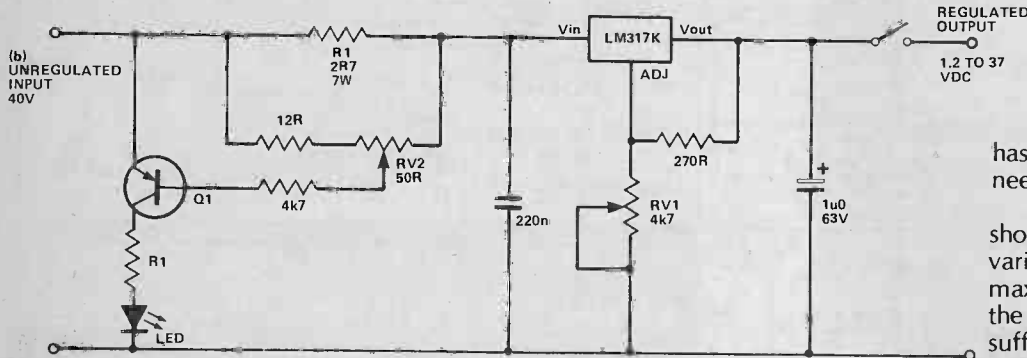 (b)
UNREGULATED
INPUT
40V
R1
2R7
7W
12R
RV2
50R
4k7
Q1
R1
LED
220n
Vin
LM317K
Vout
ADJ
270R
RV1
4k7
+
1u0
63V
REGULATED
OUTPUT
1.2 TO 37
VDC
has
nee
sho
vari
max
the
suff